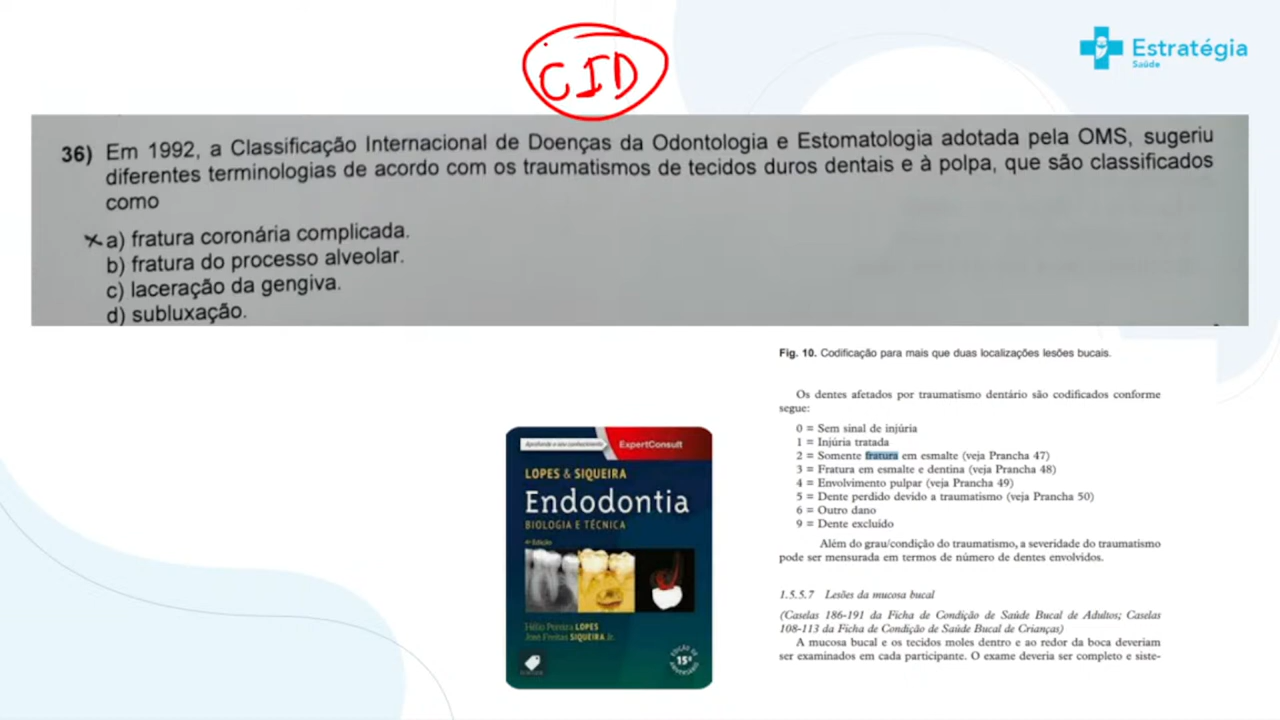 CID
Estratégia
Saúde
36) Em 1992, a Classificação Internacional de Doenças da Odontologia e Estomatologia adotada pela OMS, sugeriu
diferentes terminologias de acordo com os traumatismos de tecidos duros dentais e à polpa, que são classificados
como
a) fratura coronária complicada.
b) fratura do processo alveolar.
c) laceração da gengiva.
d) subluxação.
Fig. 10. Codificação para mais que duas localizações lesões bucais.
Os dentes afetados por traumatismo dentário são codificados conforme
segue:
0 = Sem sinal de injúria
1 = Injúria tratada
2 = Somente fratura em esmalte (veja Prancha 47)
3 = Fratura em esmalte e dentina (veja Prancha 48)
4 = Envolvimento pulpar (veja Prancha 49)
5 = Dente perdido devido a traumatismo (veja Prancha 50)
6 = Outro dano
9 = Dente excluído
Além do grau/condição do traumatismo, a severidade do traumatismo
pode ser mensurada em termos de número de dentes envolvidos.
1.5.5.7 Lesões da mucosa bucal
(Caselas 186-191 da Ficha de Condição de Saúde Bucal de Adultos; Caselas
108-113 da Ficha de Condição de Saúde Bucal de Crianças)
A mucosa bucal e os tecidos moles dentro e ao redor da boca deveriam
ser examinados em cada participante. O exame deveria ser completo e siste-
Aprofunde o seu conhecimento
ExpertConsult
LOPES & SIQUEIRA
Endodontia
BIOLOGIA E TÉCNICA
4ª Edição
Hélio Pereira LOPES
José Freitas SIQUEIRA Jr.
EDIÇÃO DE
15º
ANIVERSÁRIO